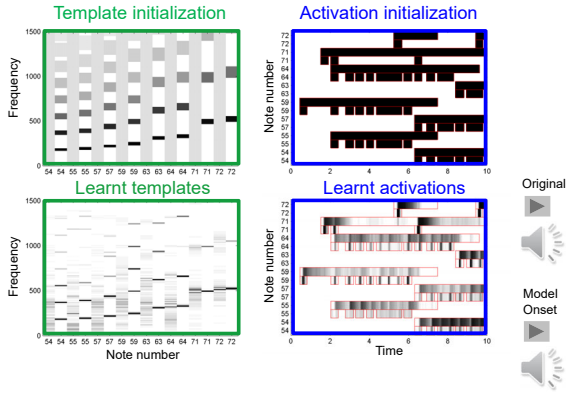 Template initialization
Activation initialization
Frequency
1500
1000
500
0
54 54 55 55 57 57 59 59 63 63 64 64 71 71 72 72
Note number
72
72
71
71
64
64
63
63
59
59
57
57
55
55
54
54
0 2 4 6 8 10
Learnt templates
Learnt activations
Frequency
1500
1000
500
0
54 54 55 55 57 57 59 59 63 63 64 64 71 71 72 72
Note number
Note number
72
72
71
71
64
64
63
63
59
59
57
57
55
55
54
54
0 2 4 6 8 10
Time
Original
Model
Onset